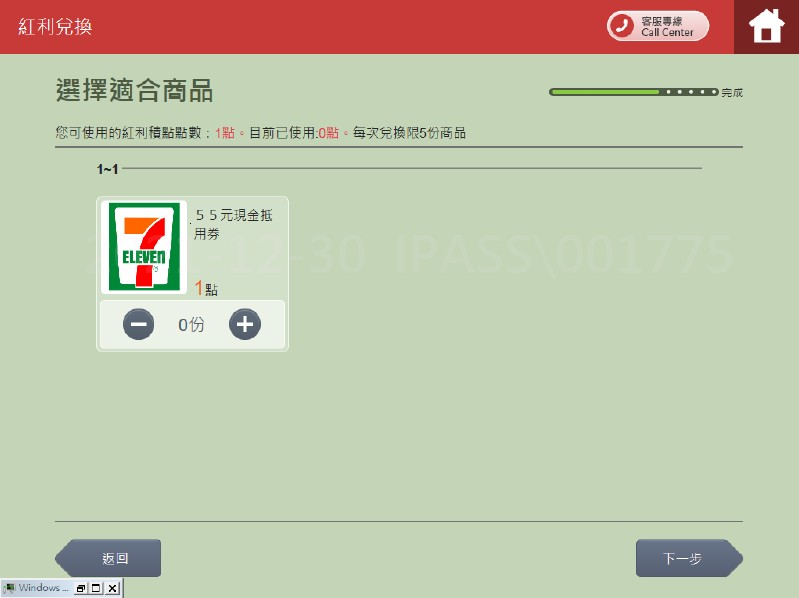 紅利兌換
客服專線
Call Center
選擇適合商品
完成
您可使用的紅利積點點數：1點。目前已使用:0點。每次兌換限5份商品
1~1
7
ELEVEN
５５元現金抵
用券
-12-30 IPASS\001775
1點
0份
返回
下一步
Windows ...